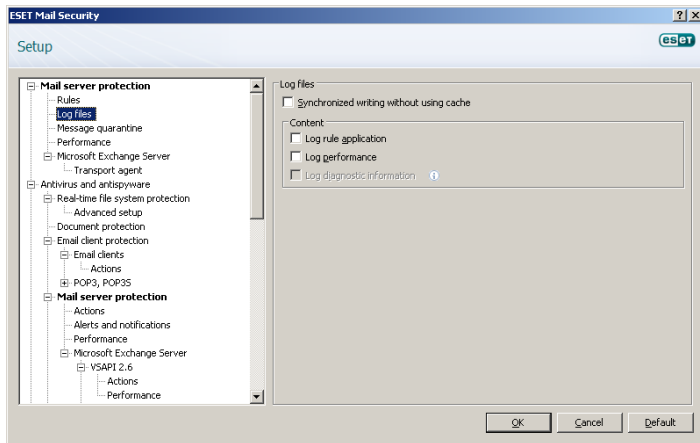 ESET Mail Security
Setup
eset
Mail server protection
Rules
Log files
Message quarantine
Performance
Microsoft Exchange Server
Transport agent
Antivirus and antispyware
Real-time file system protection
Advanced setup
Document protection
Email client protection
Email clients
Actions
POP3, POP3S
Mail server protection
Actions
Alerts and notifications
Performance
Microsoft Exchange Server
VSAPI 2.6
Actions
Performance
Log files
Synchronized writing without using cache
Content
Log rule application
Log performance
Log diagnostic information
OK
Cancel
Default